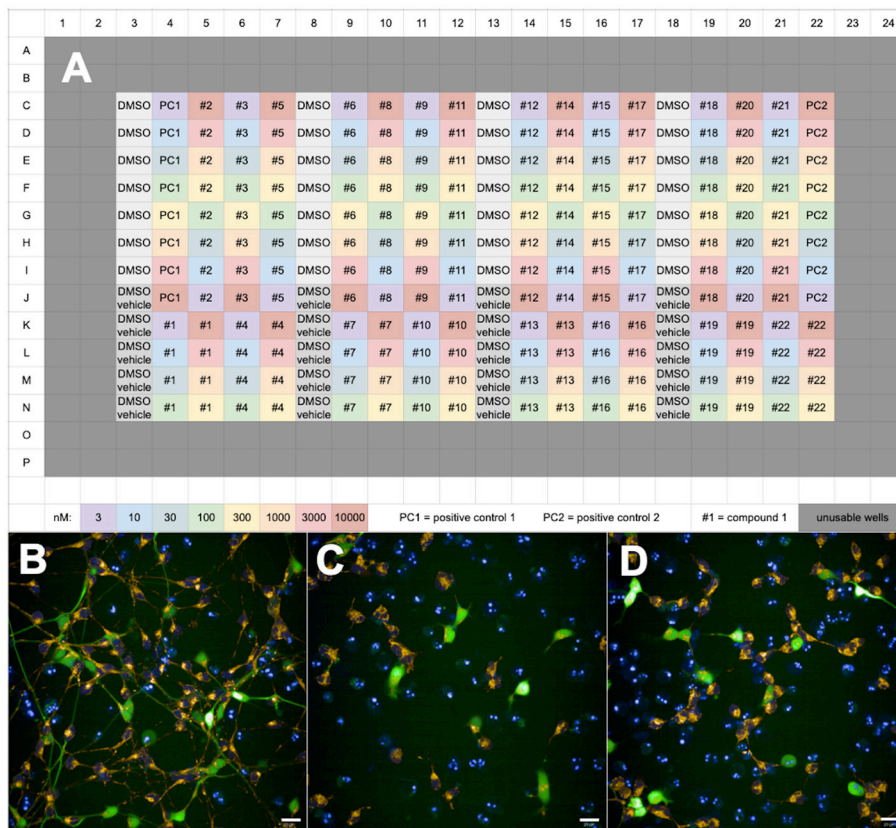 1 2 3 4 5 6 7 8 9 10 11 12 13 14 15 16 17 18 19 20 21 22 23 24
A
B
A
C DMSO PC1 #2 #3 #5 DMSO #6 #8 #9 #11 DMSO #12 #14 #15 #17 DMSO #18 #20 #21 PC2
D DMSO PC1 #2 #3 #5 DMSO #6 #8 #9 #11 DMSO #12 #14 #15 #17 DMSO #18 #20 #21 PC2
E DMSO PC1 #2 #3 #5 DMSO #6 #8 #9 #11 DMSO #12 #14 #15 #17 DMSO #18 #20 #21 PC2
F DMSO PC1 #2 #3 #5 DMSO #6 #8 #9 #11 DMSO #12 #14 #15 #17 DMSO #18 #20 #21 PC2
G DMSO PC1 #2 #3 #5 DMSO #6 #8 #9 #11 DMSO #12 #14 #15 #17 DMSO #18 #20 #21 PC2
H DMSO PC1 #2 #3 #5 DMSO #6 #8 #9 #11 DMSO #12 #14 #15 #17 DMSO #18 #20 #21 PC2
I DMSO PC1 #2 #3 #5 DMSO #6 #8 #9 #11 DMSO #12 #14 #15 #17 DMSO #18 #20 #21 PC2
J DMSO vehicle PC1 #2 #3 #5 DMSO vehicle #6 #8 #9 #11 DMSO vehicle #12 #14 #15 #17 DMSO vehicle #18 #20 #21 PC2
K DMSO vehicle #1 #1 #4 #4 DMSO vehicle #7 #7 #10 #10 DMSO vehicle #13 #13 #16 #16 DMSO vehicle #19 #19 #22 #22
L DMSO vehicle #1 #1 #4 #4 DMSO vehicle #7 #7 #10 #10 DMSO vehicle #13 #13 #16 #16 DMSO vehicle #19 #19 #22 #22
M DMSO vehicle #1 #1 #4 #4 DMSO vehicle #7 #7 #10 #10 DMSO vehicle #13 #13 #16 #16 DMSO vehicle #19 #19 #22 #22
N DMSO vehicle #1 #1 #4 #4 DMSO vehicle #7 #7 #10 #10 DMSO vehicle #13 #13 #16 #16 DMSO vehicle #19 #19 #22 #22
O
P
nM: 3 10 30 100 300 1000 3000 10000 PC1 = positive control 1 PC2 = positive control 2 #1 = compound 1 unusable wells
B C D